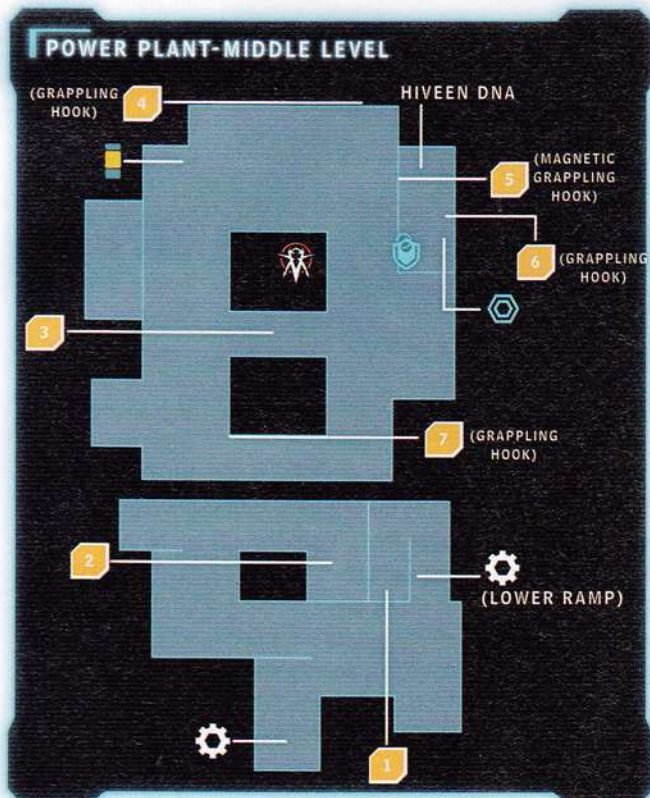 POWER PLANT-MIDDLE LEVEL
(GRAPPLING
HOOK)
4
HIVEEN DNA
5
(MAGNETIC
GRAPPLING
HOOK)
6
(GRAPPLING
HOOK)
3
7
(GRAPPLING
HOOK)
2
(LOWER RAMP)
1